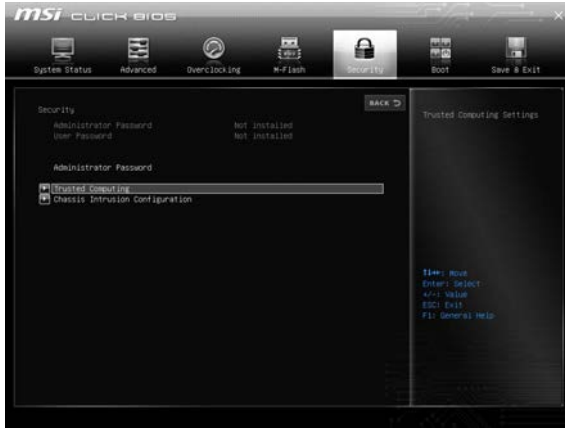 msi CLICK BIOS
System Status
Advanced
Overclocking
M-Flash
Security
Boot
Save & Exit
BACK
Security
Administrator Password Not installed
User Password Not installed
Administrator Password
Trusted Computing
Chassis Intrusion Configuration
Trusted Computing Settings
↑↓←→: Move
Enter: Select
+/-: Value
ESC: Exit
F1: General Help